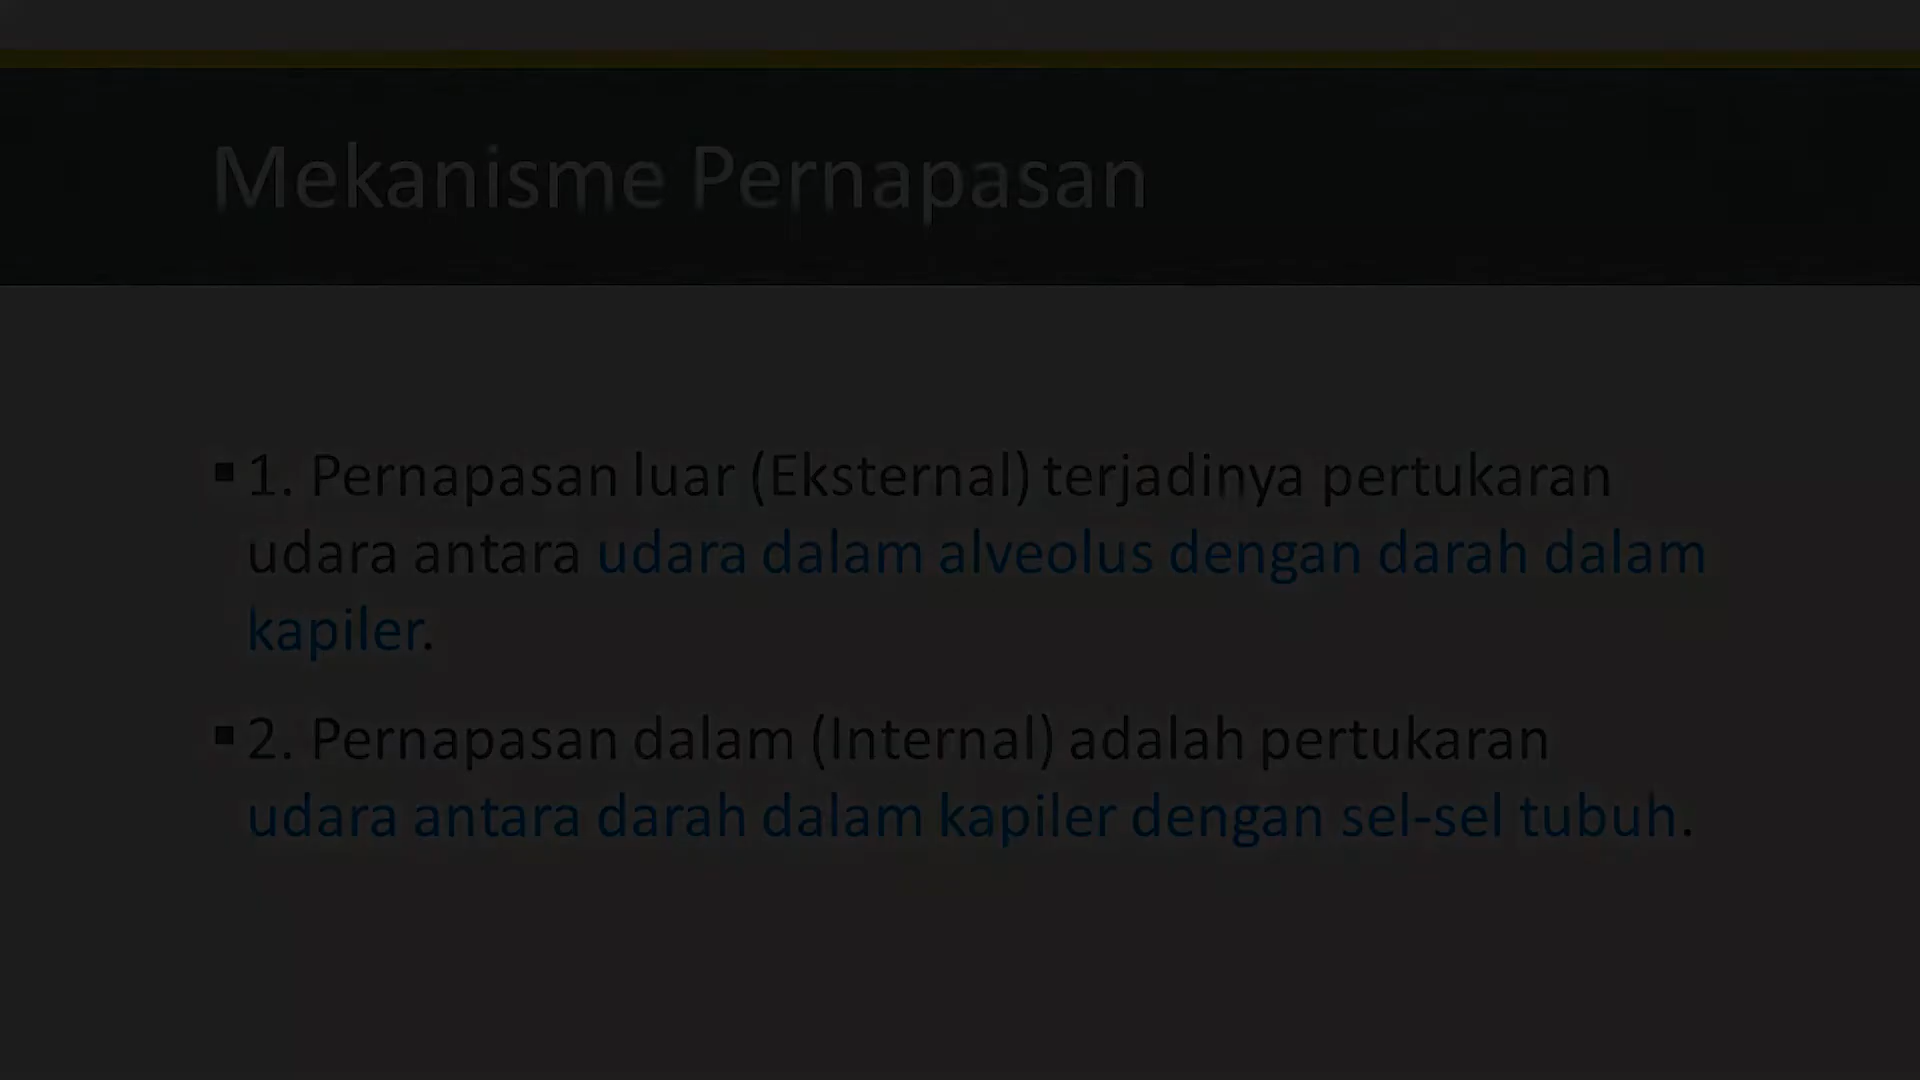 Mekanisme Pernapasan
▪ 1. Pernapasan luar (Eksternal) terjadinya pertukaran
udara antara udara dalam alveolus dengan darah dalam
kapiler.
▪ 2. Pernapasan dalam (Internal) adalah pertukaran
udara antara darah dalam kapiler dengan sel-sel tubuh.